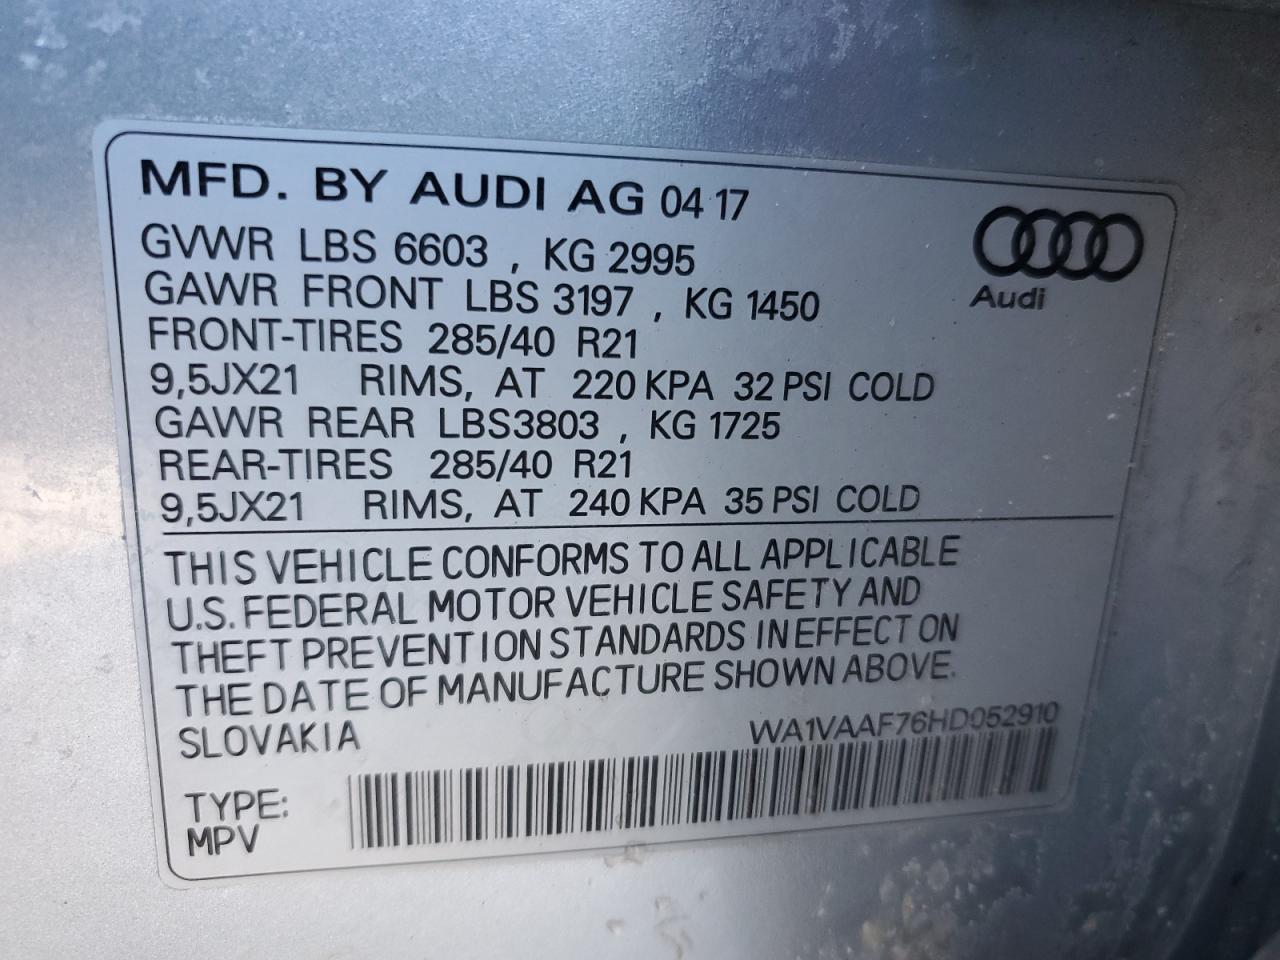 MFD. BY AUDI AG 04 17
GVWR LBS 6603 , KG 2995
GAWR FRONT LBS 3197 , KG 1450
FRONT-TIRES 285/40 R21
9,5JX21 RIMS, AT 220 KPA 32 PSI COLD
GAWR REAR LBS3803 , KG 1725
REAR-TIRES 285/40 R21
9,5JX21 RIMS, AT 240 KPA 35 PSI COLD
Audi
THIS VEHICLE CONFORMS TO ALL APPLICABLE
U.S. FEDERAL MOTOR VEHICLE SAFETY AND
THEFT PREVENTION STANDARDS IN EFFECT ON
THE DATE OF MANUFACTURE SHOWN ABOVE.
SLOVAKIA WA1VAAF76HD052910
TYPE:
MPV